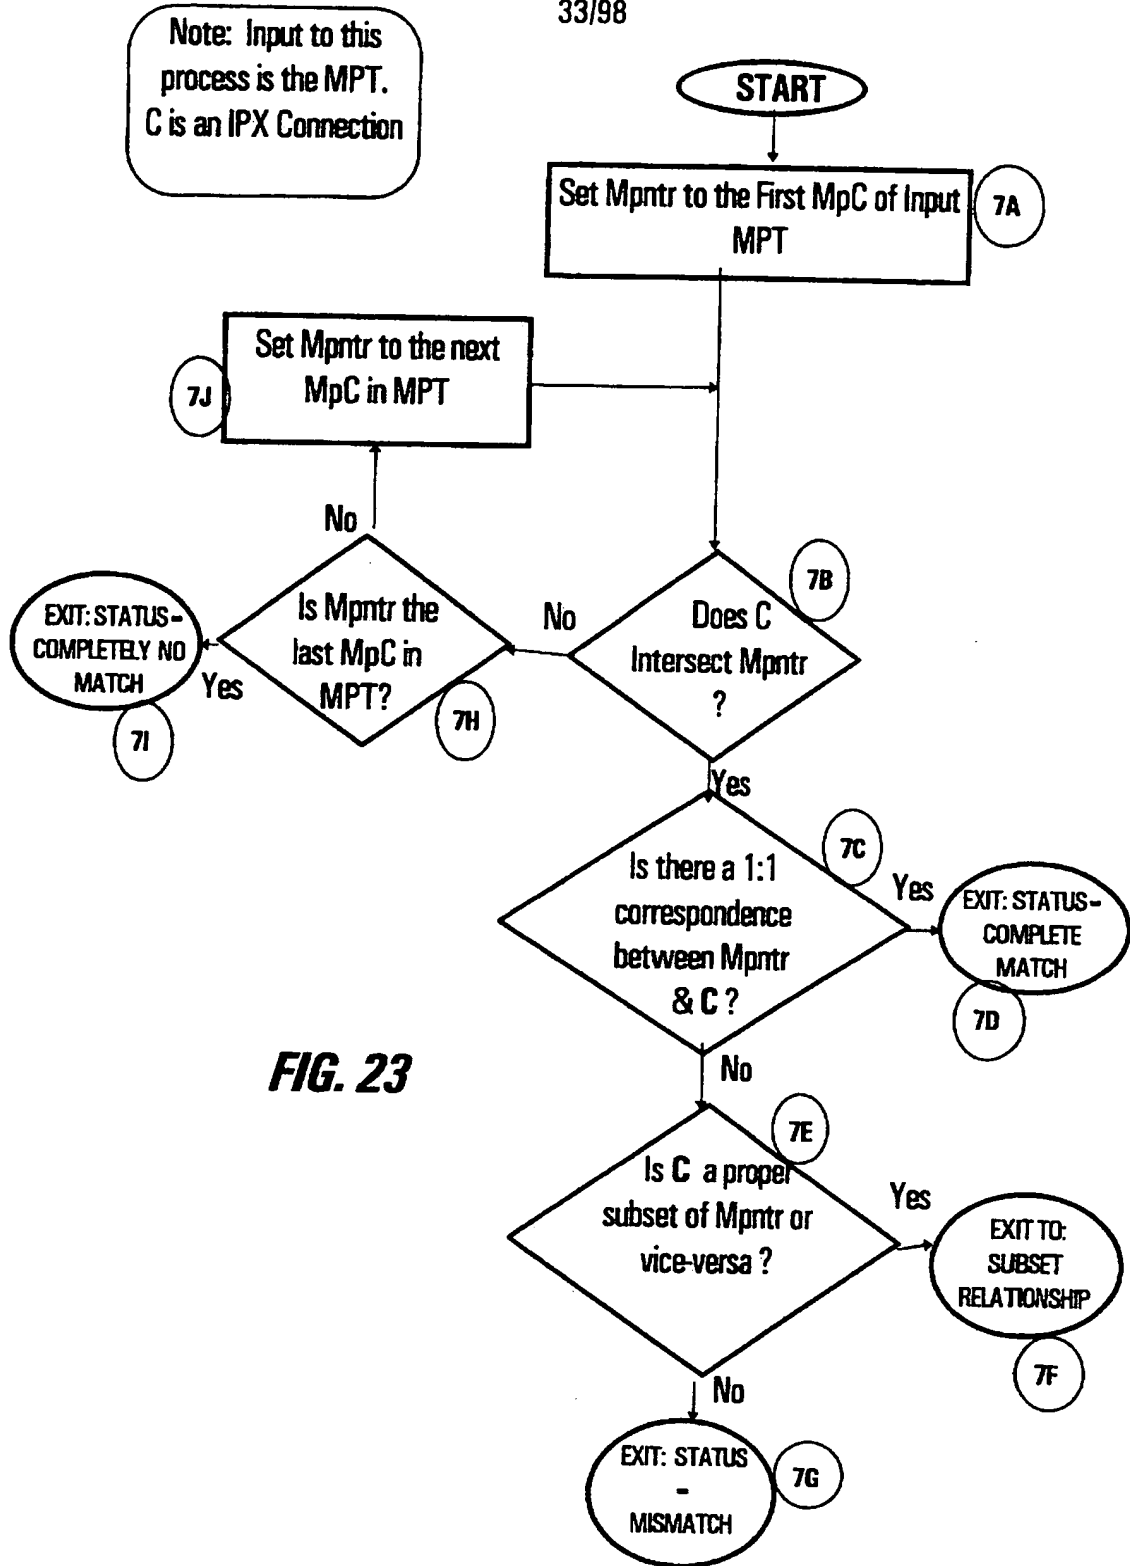 33/98
Note: Input to this
process is the MPT.
C is an IPX Connection
START
Set Mpntr to the First MpC of Input
MPT
7A
Set Mpntr to the next
MpC in MPT
7J
No
EXIT: STATUS-
COMPLETELY NO
MATCH
7I
Yes
Is Mpntr the
last MpC in
MPT?
7H
No
Does C
Intersect Mpntr
?
7B
Yes
Is there a 1:1
correspondence
between Mpntr
& C ?
7C
Yes
EXIT: STATUS-
COMPLETE
MATCH
7D
No
FIG. 23
Is C a proper
subset of Mpntr or
vice-versa ?
7E
Yes
EXIT TO:
SUBSET
RELATIONSHIP
7F
No
EXIT: STATUS
-
MISMATCH
7G